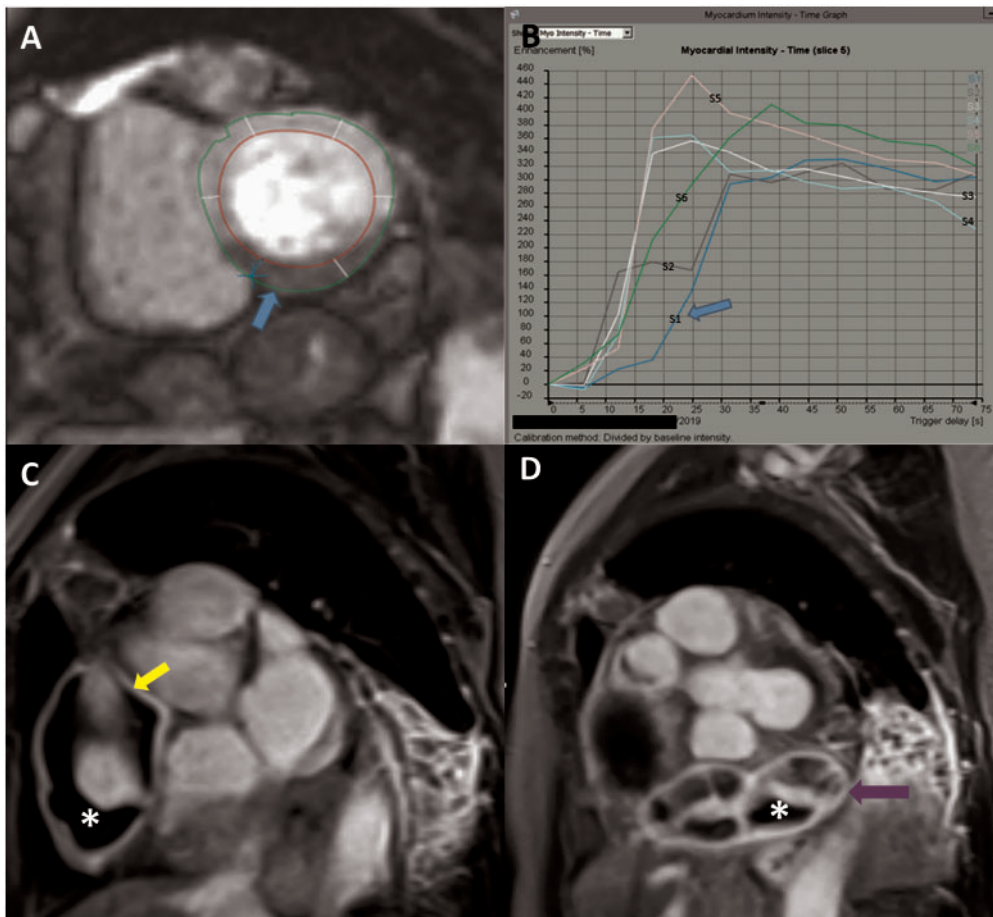 A
B
Myocardium Intensity - Time Graph
Myo Intensity - Time
Enhancement [%]
Myocardial Intensity - Time (slice 5)
460
440
420
400
380
360
340
320
300
280
260
240
220
200
180
160
140
120
100
80
60
40
20
0
-20
S5
S6
S2
S1
S3
S4
0 5 10 15 20 25 30 35 40 45 50 55 60 65 70 75
/2019
Trigger delay [s]
Calibration method: Divided by baseline intensity.
C
D
*
*